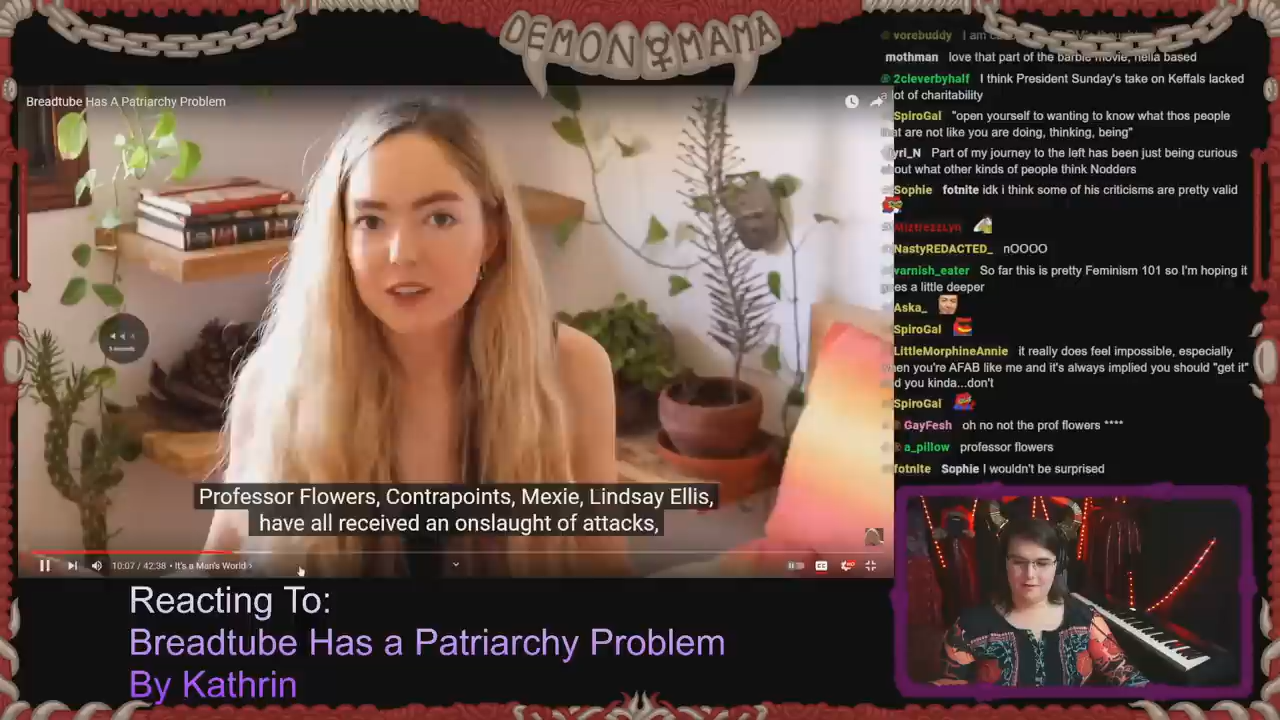 DEMON MAMA
Breadtube Has A Patriarchy Problem
Professor Flowers, Contrapoints, Mexie, Lindsay Ellis,
have all received an onslaught of attacks,
10:07 / 42:38 • It's a Man's World ›
Reacting To:
Breadtube Has a Patriarchy Problem
By Kathrin
vorebuddy I am
mothman love that part of the barbie movie, hella based
2cleverbyhalf I think President Sunday's take on Keffals lacked
a lot of charitability
SpiroGal "open yourself to wanting to know what thos people
that are not like you are doing, thinking, being"
yri_N Part of my journey to the left has been just being curious
about what other kinds of people think Nodders
Sophie fotnite idk i think some of his criticisms are pretty valid
MiztrezzLyn
NastyREDACTED_ nOOOO
varnish_eater So far this is pretty Feminism 101 so I'm hoping it
goes a little deeper
Aska_
SpiroGal
LittleMorphineAnnie it really does feel impossible, especially
when you're AFAB like me and it's always implied you should "get it"
and you kinda...don't
SpiroGal
GayFesh oh no not the prof flowers ****
a_pillow professor flowers
fotnite Sophie I wouldn't be surprised